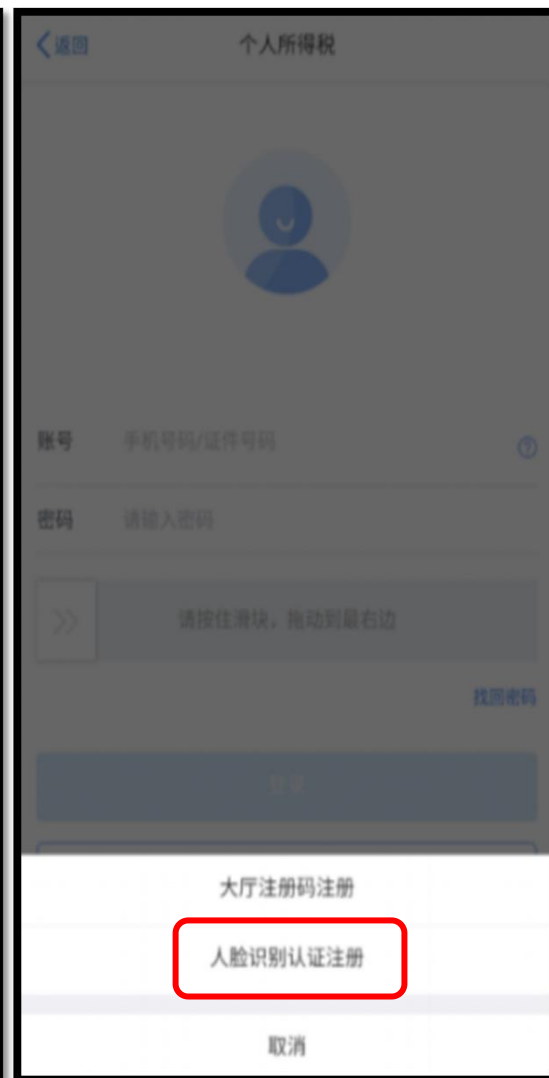 返回
个人所得税
账号 手机号码/证件号码
密码 请输入密码
请按住滑块，拖动到最右边
找回密码
登录
大厅注册码注册
人脸识别认证注册
取消